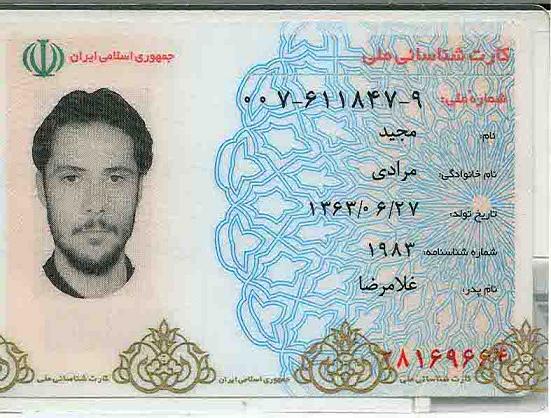 کارت شناسائی ملی
جمهوری اسلامی ایران
شماره ملی: ۰۰۷-۶۱۱۸۴۷-۹
نام: مجید
نام خانوادگی: مرادی
تاریخ تولد: ۱۳۶۳/۰۶/۲۷
شماره شناسنامه: ۱۹۸۳
نام پدر: غلامرضا
کارت شناسائی ملی جمهوری اسلامی ایران کارت شناسائی ملی